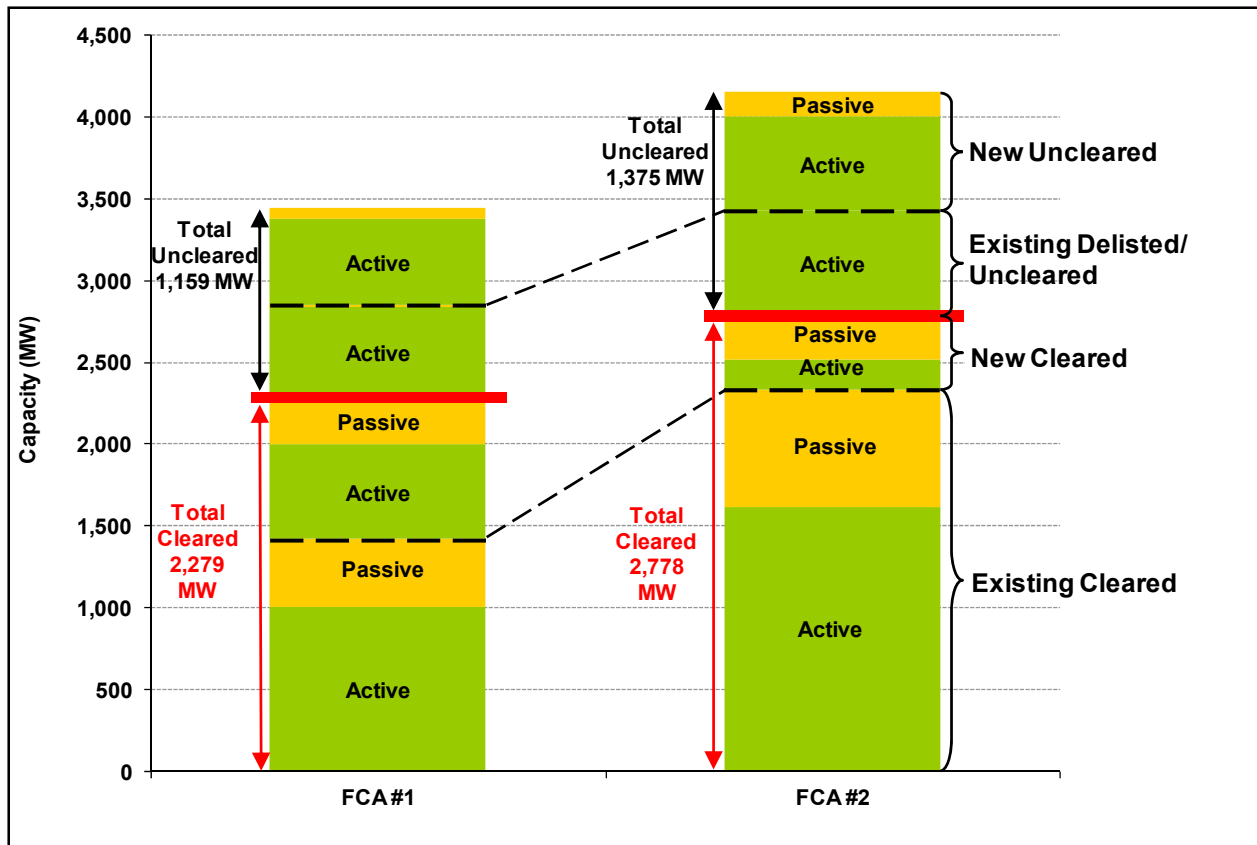 4,500
4,000
3,500
3,000
2,500
2,000
1,500
1,000
500
0
Capacity (MW)
Total
Uncleared
1,159 MW
Total
Cleared
2,279
MW
Active
Active
Passive
Active
Passive
Active
FCA #1
Total
Uncleared
1,375 MW
Total
Cleared
2,778
MW
Passive
Active
Active
Passive
Active
Passive
Active
FCA #2
New Uncleared
Existing Delisted/
Uncleared
New Cleared
Existing Cleared